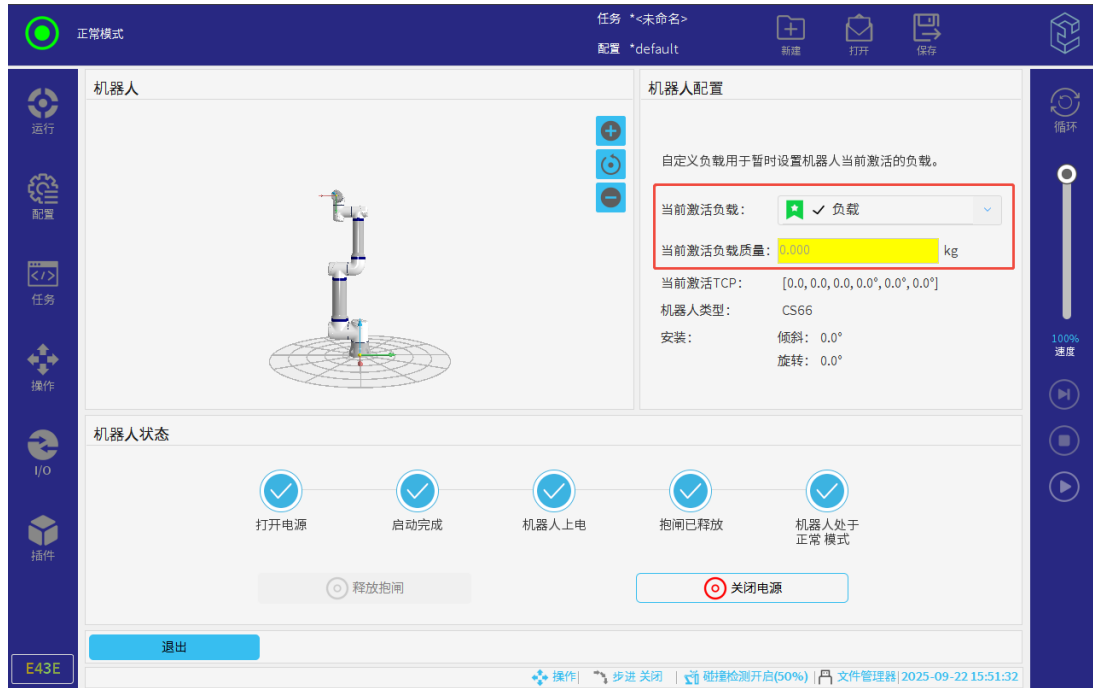 正常模式
任务 *<未命名>
配置 *default
新建
打开
保存
运行
配置
任务
操作
I/O
插件
E43E
机器人
机器人配置
自定义负载用于暂时设置机器人当前激活的负载。
当前激活负载： 负载
当前激活负载质量： 0.000 kg
当前激活TCP： [0.0, 0.0, 0.0, 0.0°, 0.0°, 0.0°]
机器人类型： CS66
安装： 倾斜： 0.0°
旋转： 0.0°
循环
100%
速度
机器人状态
打开电源
启动完成
机器人上电
抱闸已释放
机器人处于
正常模式
释放抱闸
关闭电源
退出
操作| 步进 关闭 | 碰撞检测开启(50%) | 文件管理器|2025-09-22 15:51:32